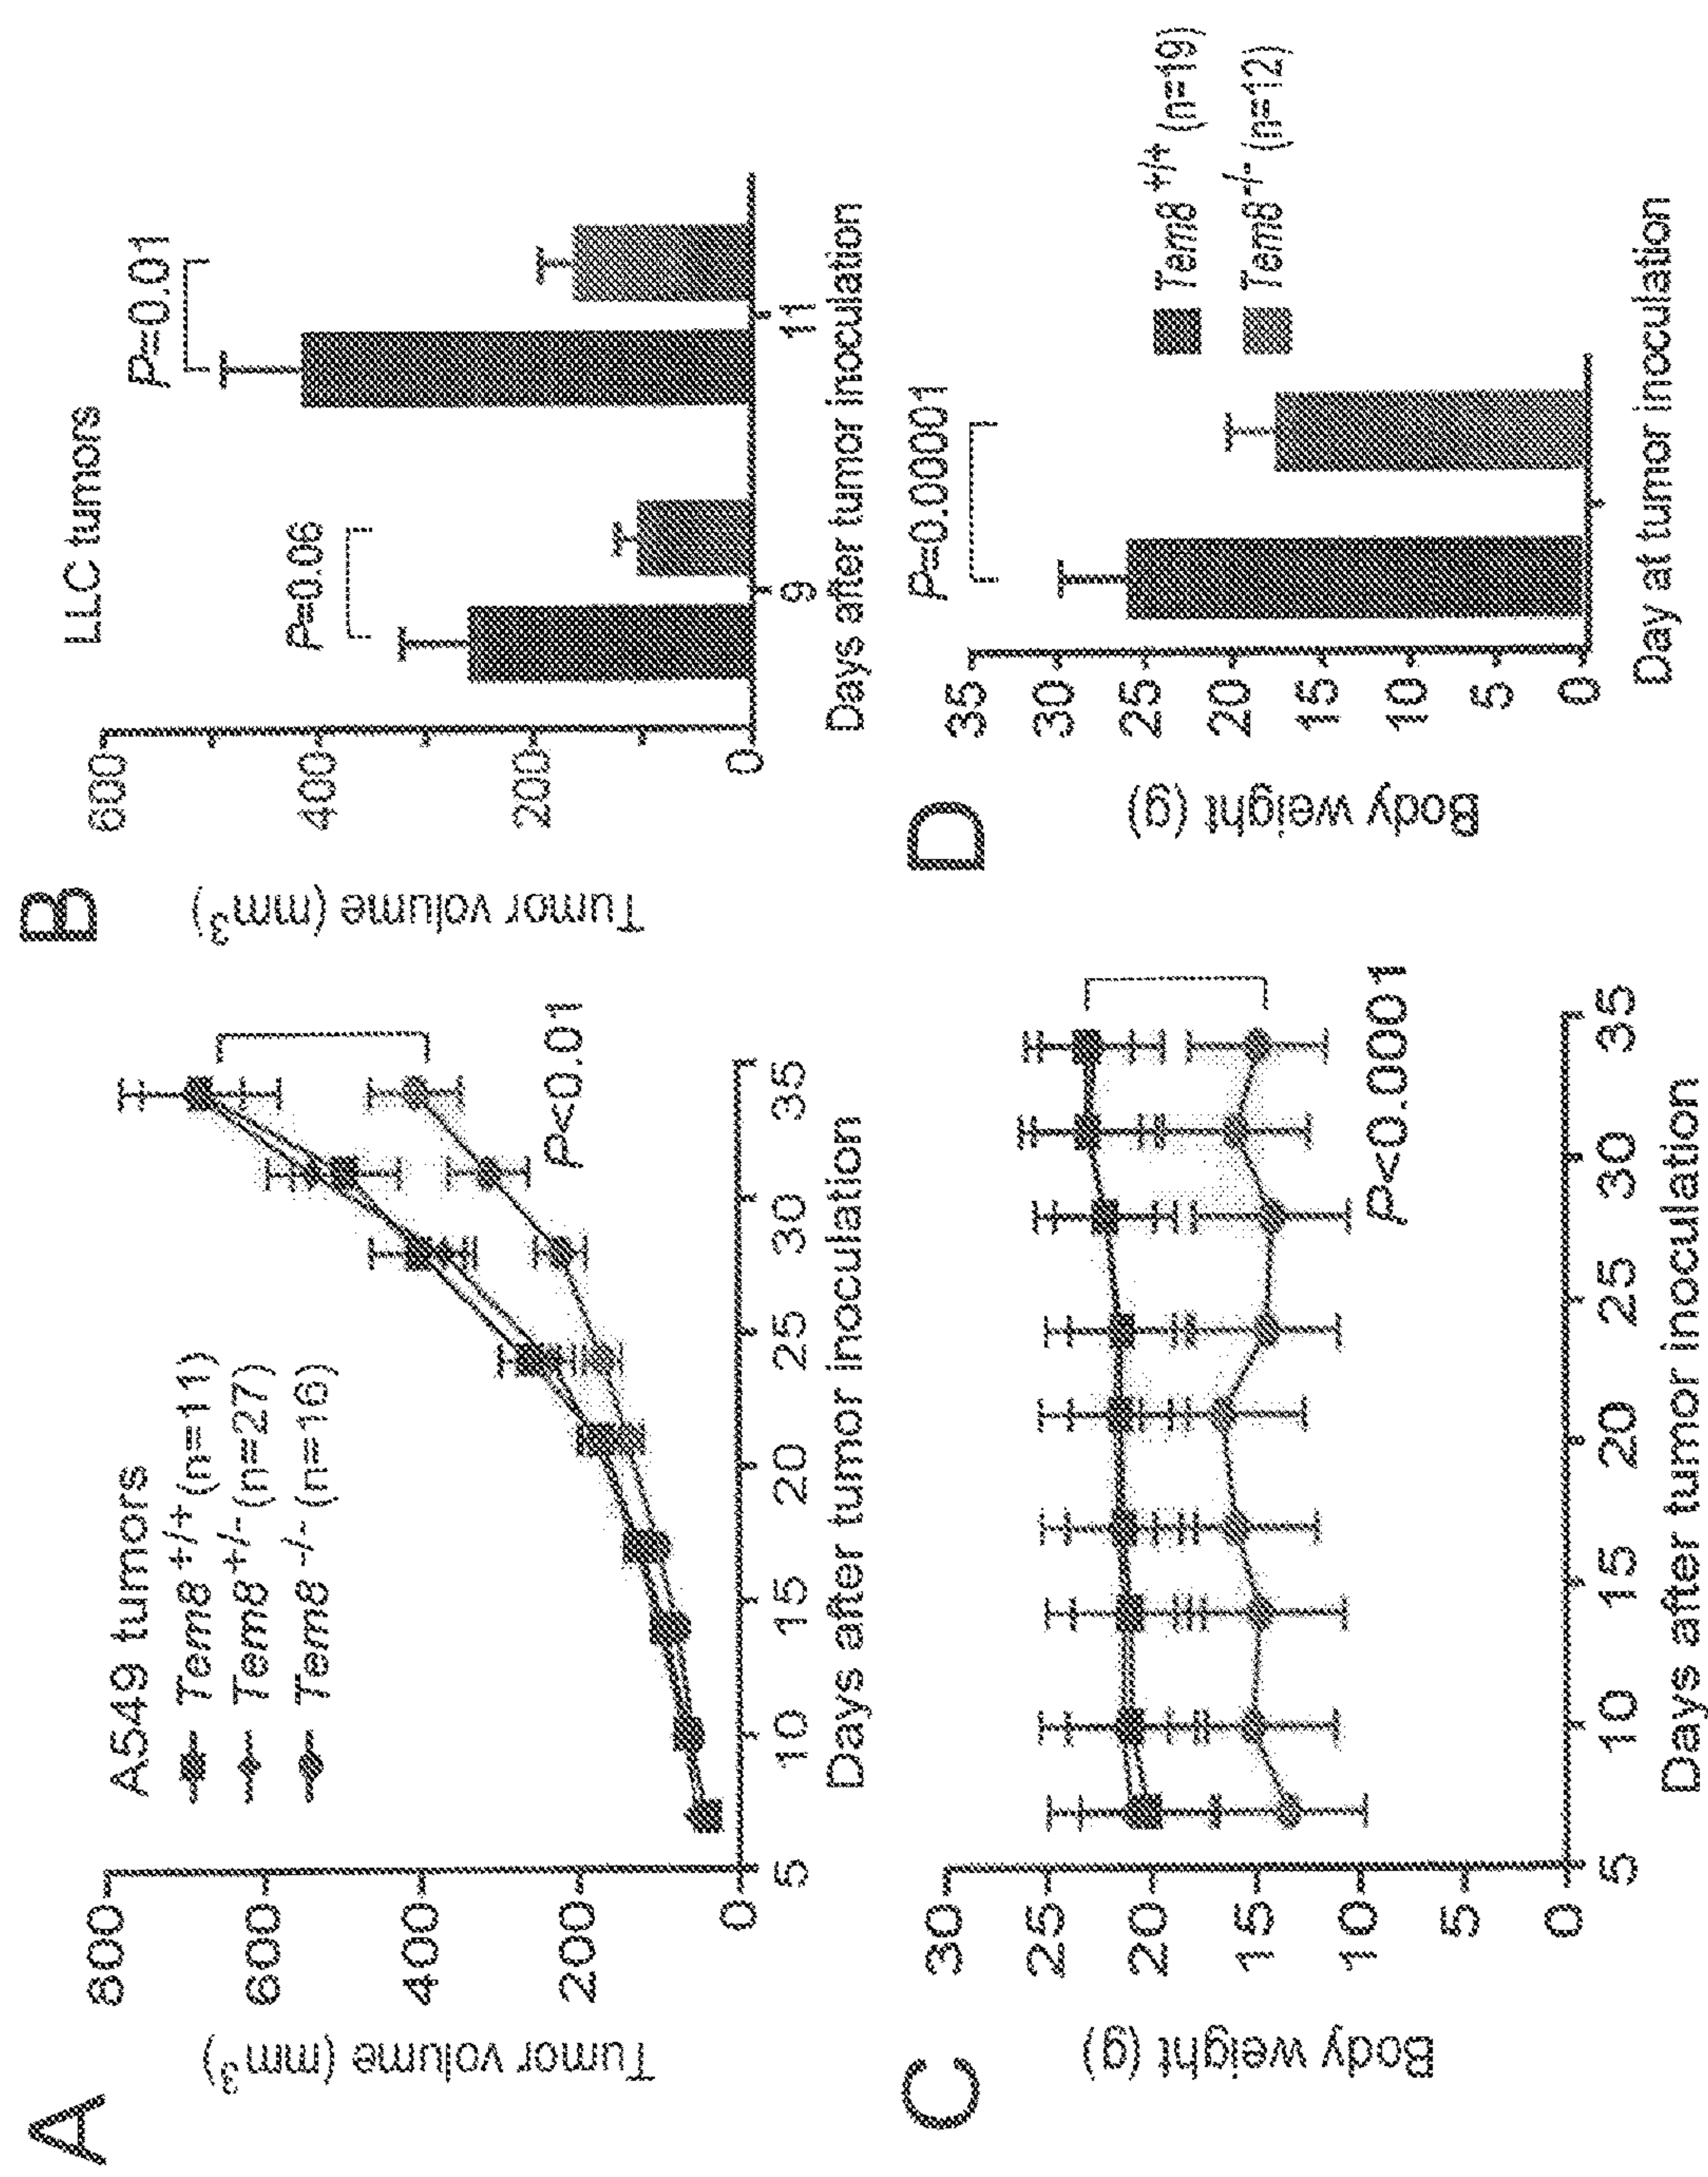 A
A549 tumors
Tem8 +/+ (n=11)
Tem8 +/- (n=27)
Tem8 -/- (n=16)
Tumor volume (mm3)
800
600
400
200
0
P<0.01
5 10 15 20 25 30 35
Days after tumor inoculation
B
LLC tumors
Tumor volume (mm3)
600
400
200
0
P=0.06
P=0.01
9 11
Days after tumor inoculation
C
Body weight (g)
30
25
20
15
10
5
0
P<0.0001
5 10 15 20 25 30 35
Days after tumor inoculation
D
Body weight (g)
35
30
25
20
15
10
5
0
P=0.00001
Tem8 +/+ (n=19)
Tem8 -/- (n=12)
Day at tumor inoculation